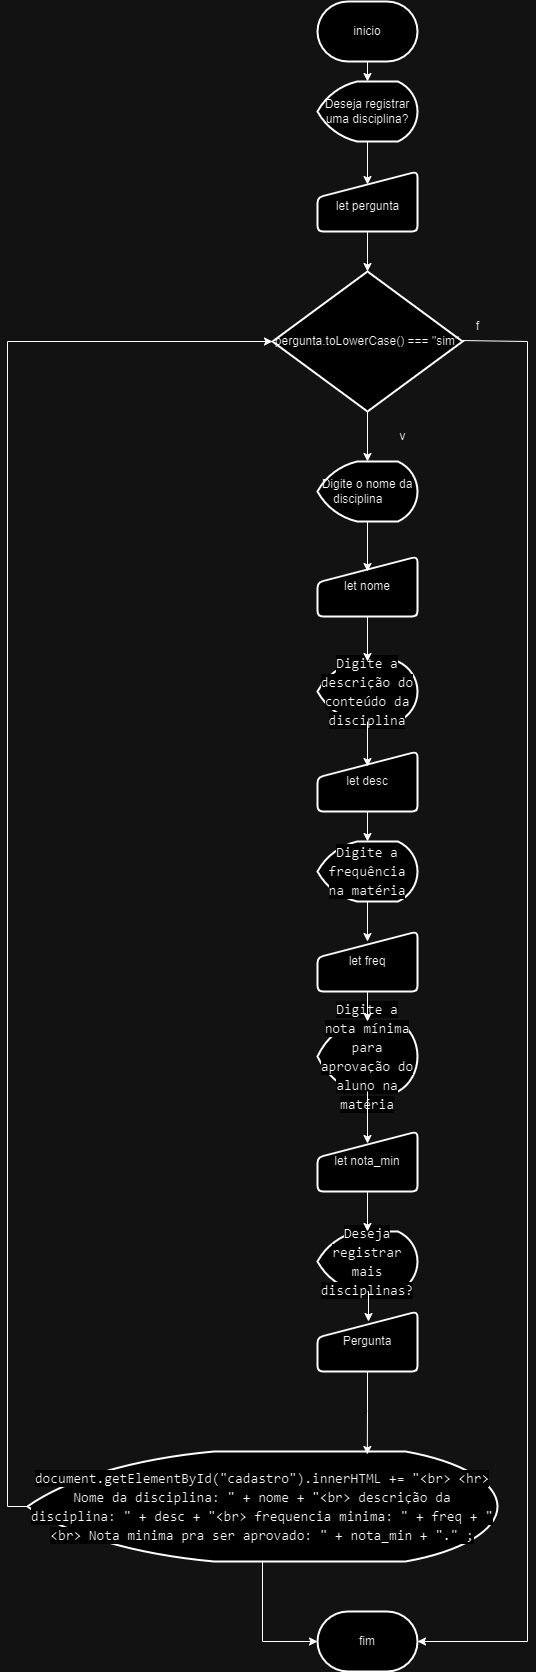 inicio
Deseja registrar
uma disciplina?
let pergunta
pergunta.toLowerCase() === "sim"
f
v
Digite o nome da
disciplina
let nome
Digite a
descrição do
conteúdo da
disciplina
let desc
Digite a
frequência
na matéria
let freq
Digite a
nota mínima
para
aprovação do
aluno na
matéria
let nota_min
Deseja
registrar
mais
disciplinas?
Pergunta
document.getElementById("cadastro").innerHTML += "<br> <hr>
Nome da disciplina: " + nome + "<br> descrição da
disciplina: " + desc + "<br> frequencia minima: " + freq + "
<br> Nota minima pra ser aprovado: " + nota_min + "." ;
fim